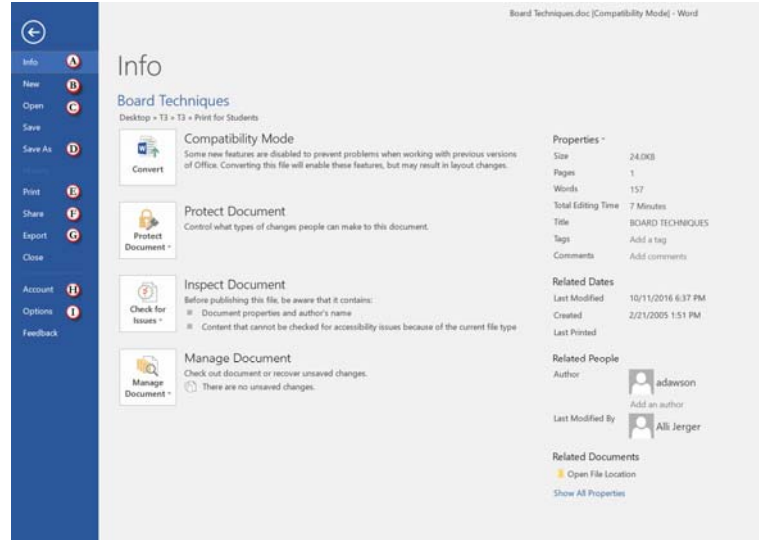 Board Techniques.doc [Compatibility Mode] - Word
Info A
New B
Open C
Save
Save As D
Print E
Share F
Export G
Close
Account H
Options I
Feedback
Info
Board Techniques
Desktop » T3 » T3 » Print for Students
Convert
Compatibility Mode
Some new features are disabled to prevent problems when working with previous versions
of Office. Converting this file will enable these features, but may result in layout changes.
Protect
Document
Protect Document
Control what types of changes people can make to this document.
Check for
Issues
Inspect Document
Before publishing this file, be aware that it contains:
Document properties and author's name
Content that cannot be checked for accessibility issues because of the current file type
Manage
Document
Manage Document
Check out document or recover unsaved changes.
There are no unsaved changes.
Properties
Size 24.0KB
Pages 1
Words 157
Total Editing Time 7 Minutes
Title BOARD TECHNIQUES
Tags Add a tag
Comments Add comments
Related Dates
Last Modified 10/11/2016 6:37 PM
Created 2/21/2005 1:51 PM
Last Printed
Related People
Author adawson
Add an author
Last Modified By Alli Jerger
Related Documents
Open File Location
Show All Properties